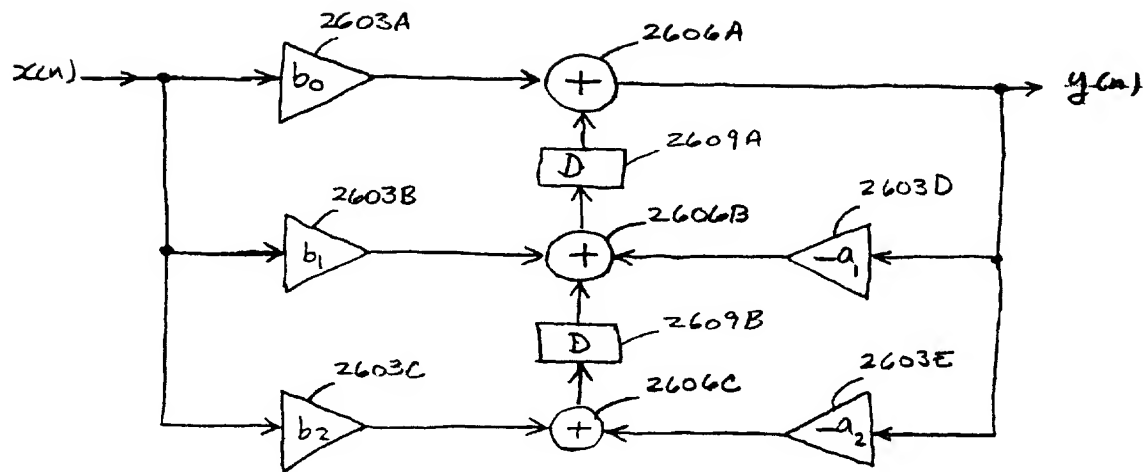 2603A
2606A
x(n)
b₀
+
y(n)
2609A
D
2603B
2606B
2603D
b₁
+
-a₁
2609B
D
2603C
2606C
2603E
b₂
+
-a₂